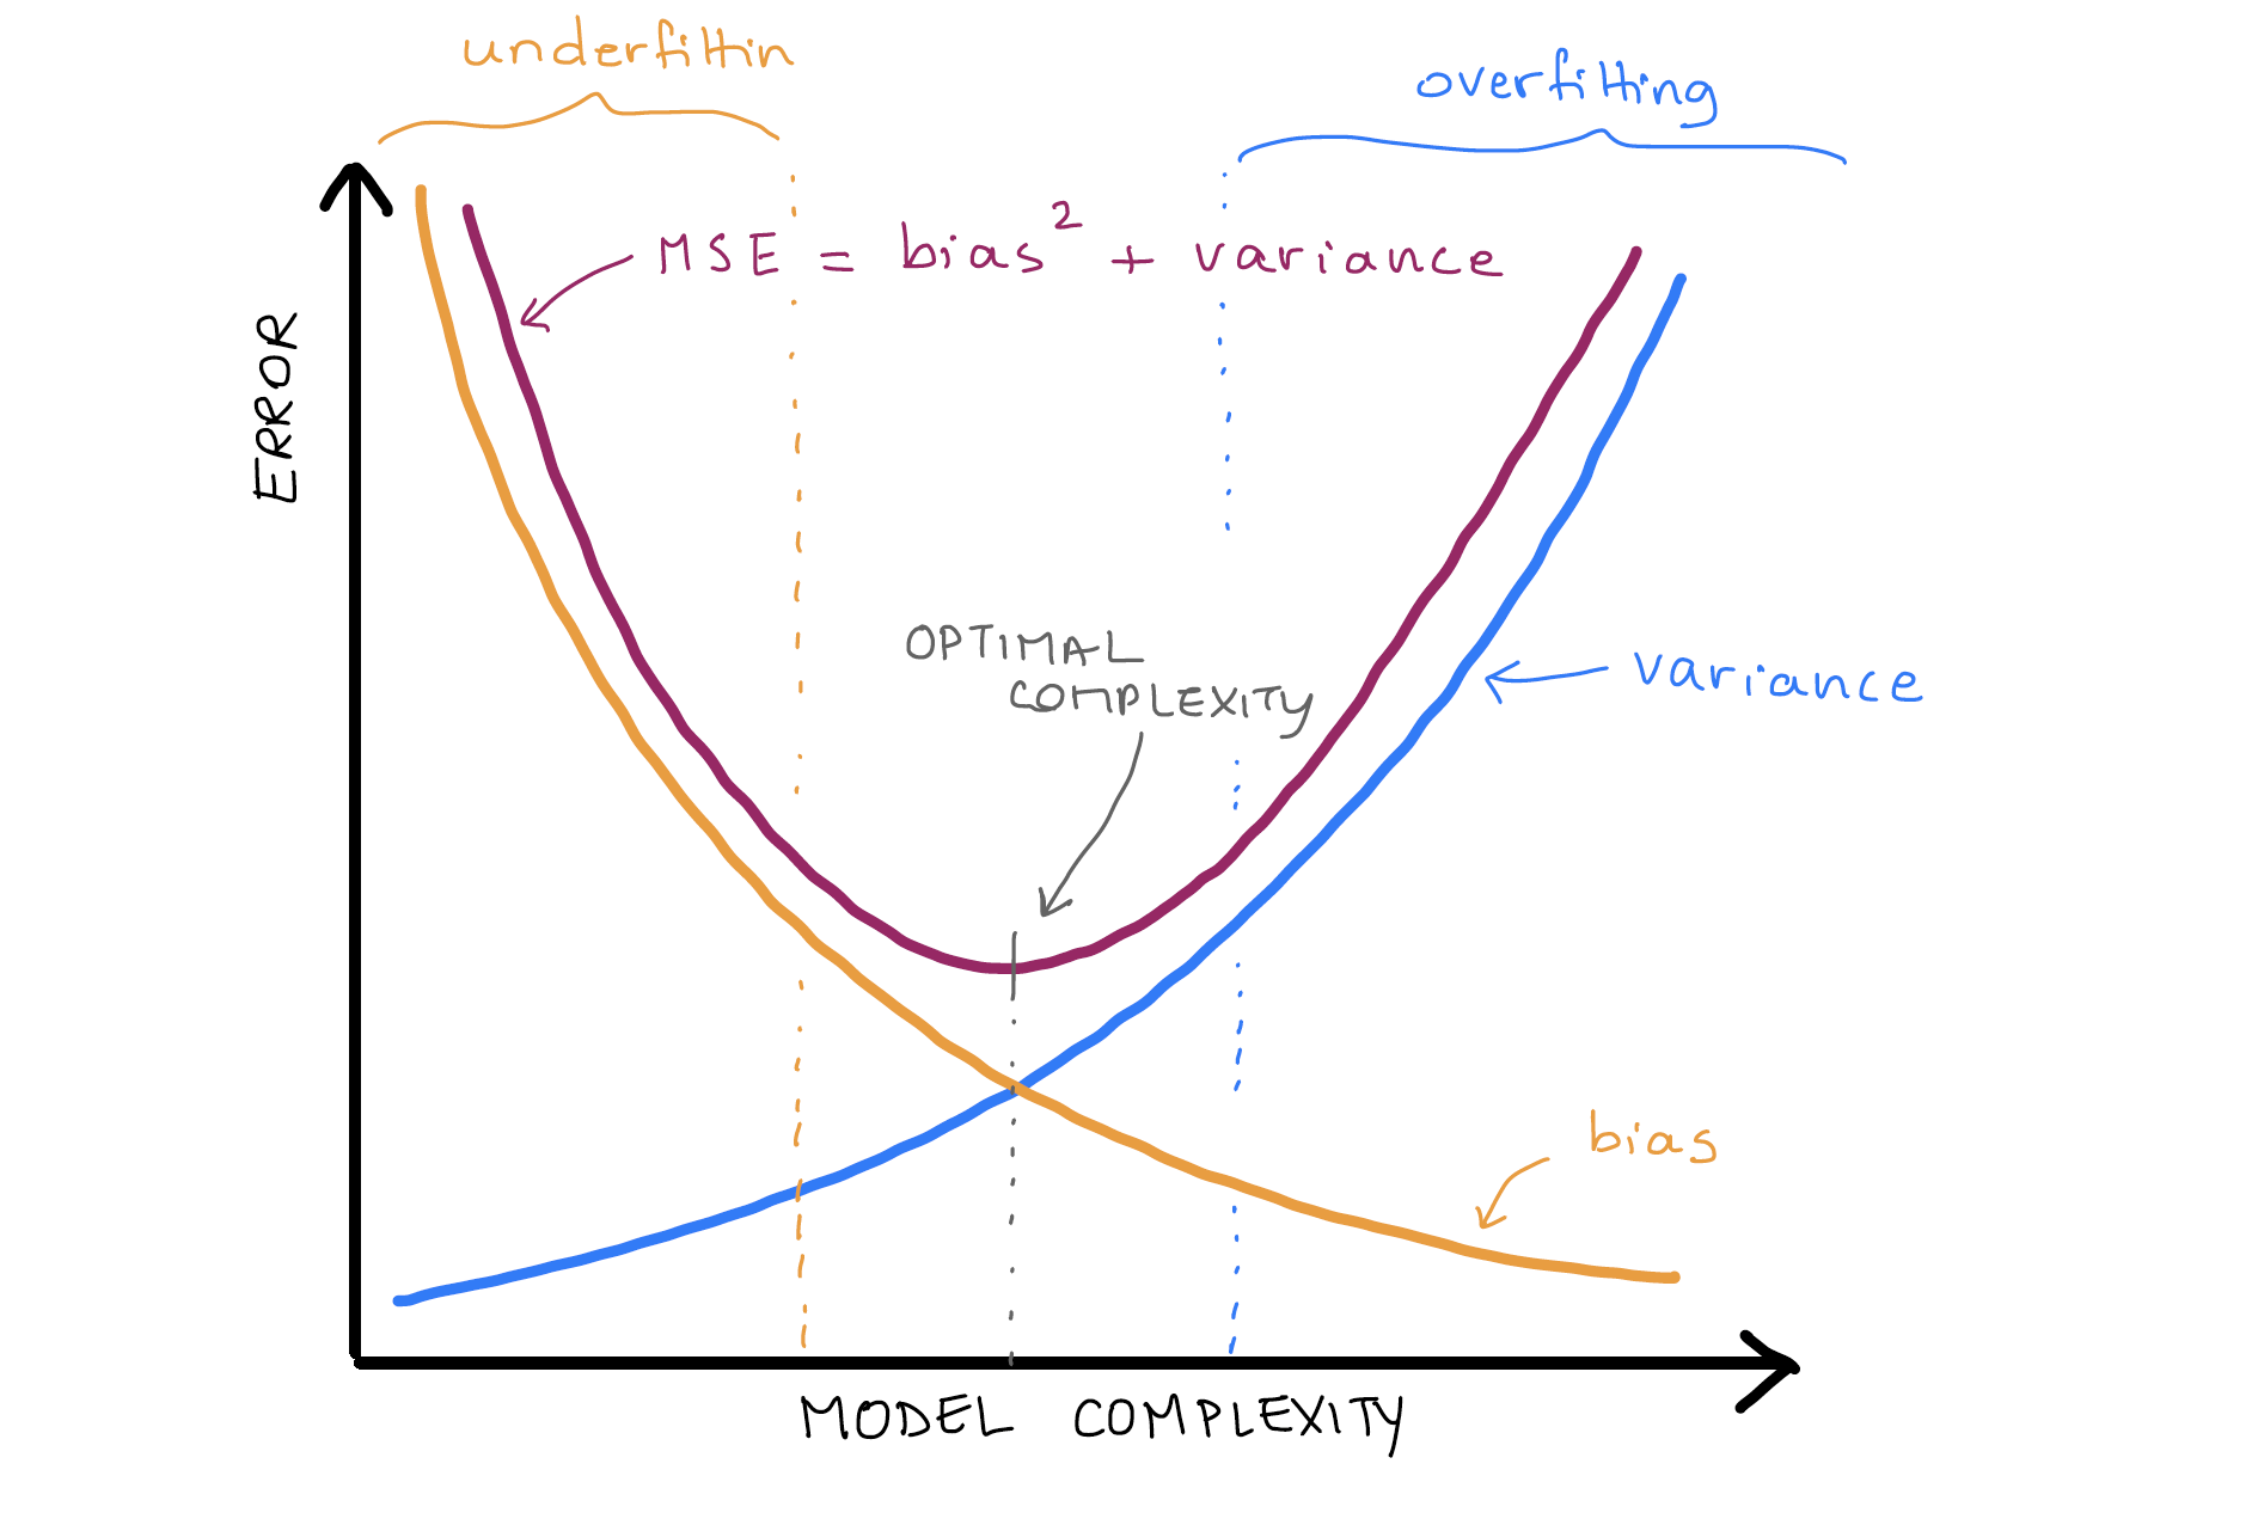 underfittin
overfitting
MSE = bias² + variance
ERROR
OPTIMAL
COMPLEXITY
variance
bias
MODEL COMPLEXITY